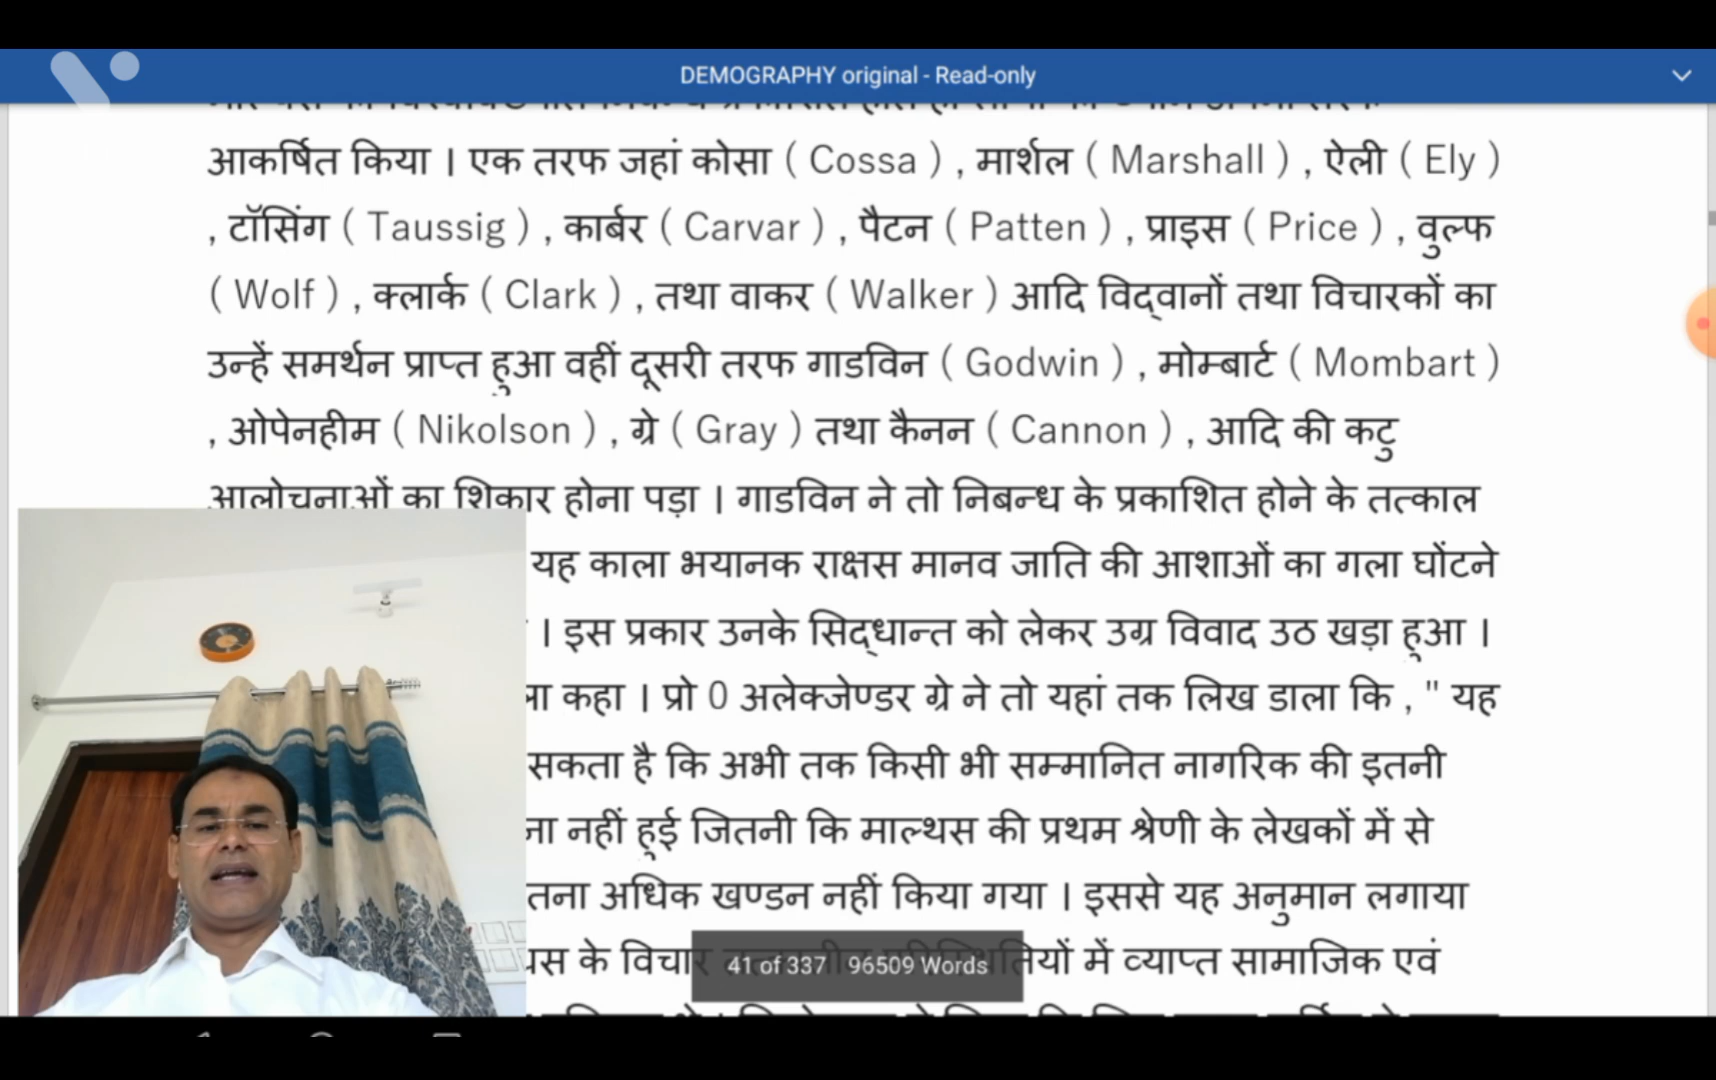 DEMOGRAPHY original - Read-only
आकर्षित किया । एक तरफ जहां कोसा ( Cossa ) , मार्शल ( Marshall ) , ऐली ( Ely )
, टॉसिंग ( Taussig ) , कार्बर ( Carvar ) , पैटन ( Patten ) , प्राइस ( Price ) , वुल्फ
( Wolf ) , क्लार्क ( Clark ) , तथा वाकर ( Walker ) आदि विद्वानों तथा विचारकों का
उन्हें समर्थन प्राप्त हुआ वहीं दूसरी तरफ गाडविन ( Godwin ) , मोम्बार्ट ( Mombart )
, ओपेनहीम ( Nikolson ) , ग्रे ( Gray ) तथा कैनन ( Cannon ) , आदि की कटु
आलोचनाओं का शिकार होना पड़ा । गाडविन ने तो निबन्ध के प्रकाशित होने के तत्काल
यह काला भयानक राक्षस मानव जाति की आशाओं का गला घोंटने
। इस प्रकार उनके सिद्धान्त को लेकर उग्र विवाद उठ खड़ा हुआ ।
कहा । प्रो 0 अलेक्जेण्डर ग्रे ने तो यहां तक लिख डाला कि , " यह
सकता है कि अभी तक किसी भी सम्मानित नागरिक की इतनी
नहीं हुई जितनी कि माल्थस की प्रथम श्रेणी के लेखकों में से
अधिक खण्डन नहीं किया गया । इससे यह अनुमान लगाया
के विचार में व्याप्त सामाजिक एवं
41 of 337 96509 Words